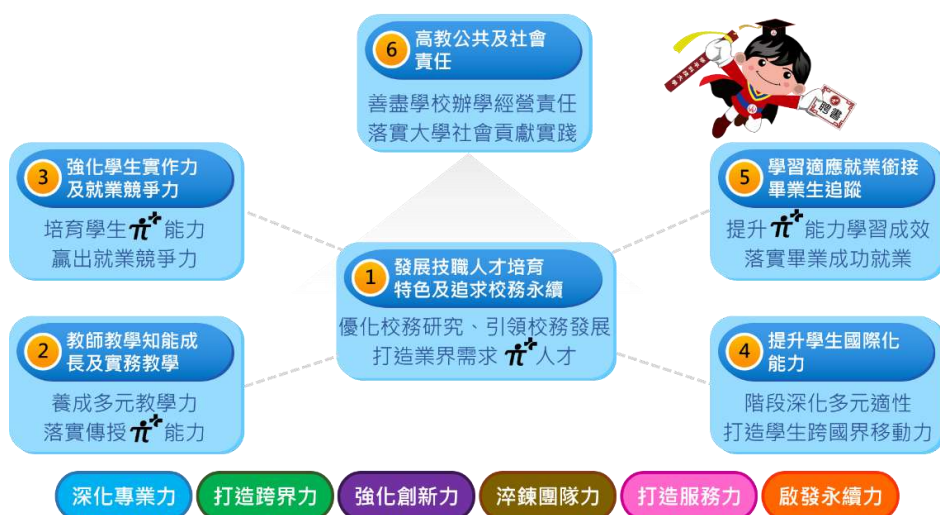 6
高教公共及社會
責任
善盡學校辦學經營責任
落實大學社會貢獻實踐
聘書
3
強化學生實作力
及就業競爭力
培育學生π⁺能力
贏出就業競爭力
5
學習適應就業銜接
畢業生追蹤
提升π⁺能力學習成效
落實畢業成功就業
1
發展技職人才培育
特色及追求校務永續
優化校務研究、引領校務發展
打造業界需求π⁺人才
2
教師教學知能成
長及實務教學
養成多元教學力
落實傳授π⁺能力
4
提升學生國際化
能力
階段深化多元適性
打造學生跨國界移動力
深化專業力
打造跨界力
強化創新力
淬鍊團隊力
打造服務力
啟發永續力